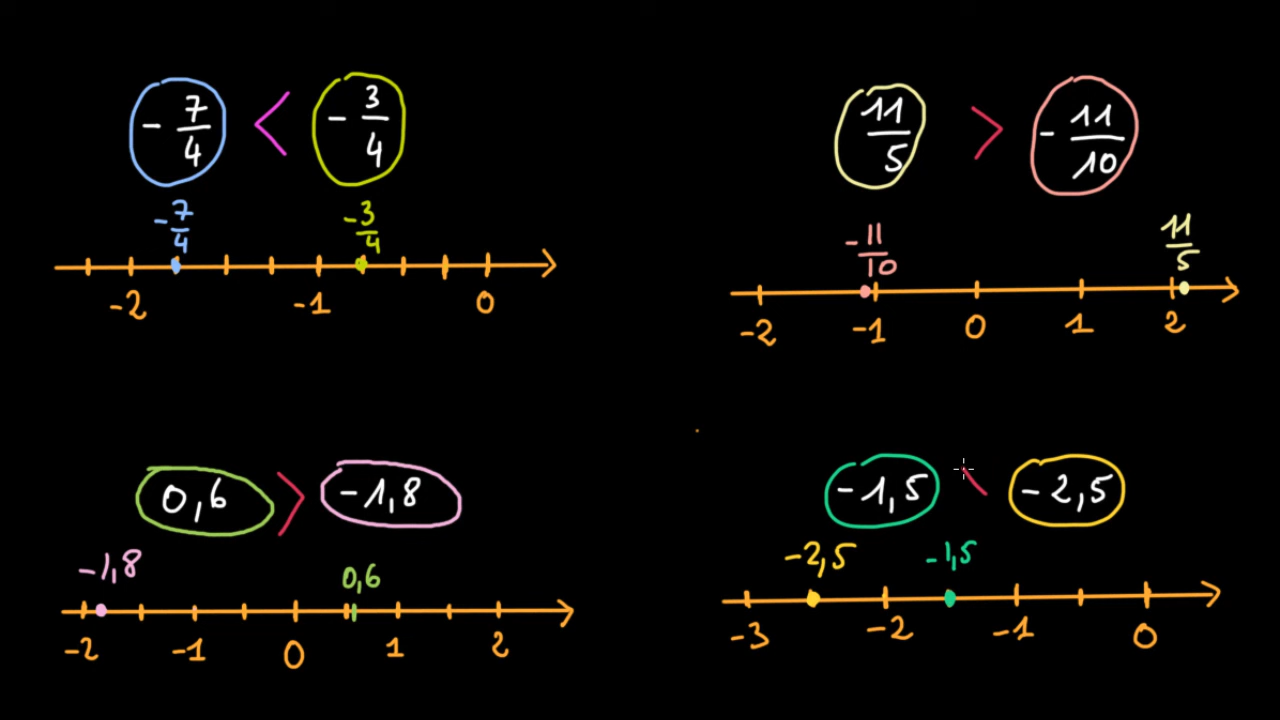 - 7/4 < - 3/4
-7/4 -3/4
-2 -1 0
11/5 > - 11/10
-11/10 11/5
-2 -1 0 1 2
0,6 > -1,8
-1,8 0,6
-2 -1 0 1 2
-1,5 \ -2,5
-2,5 -1,5
-3 -2 -1 0